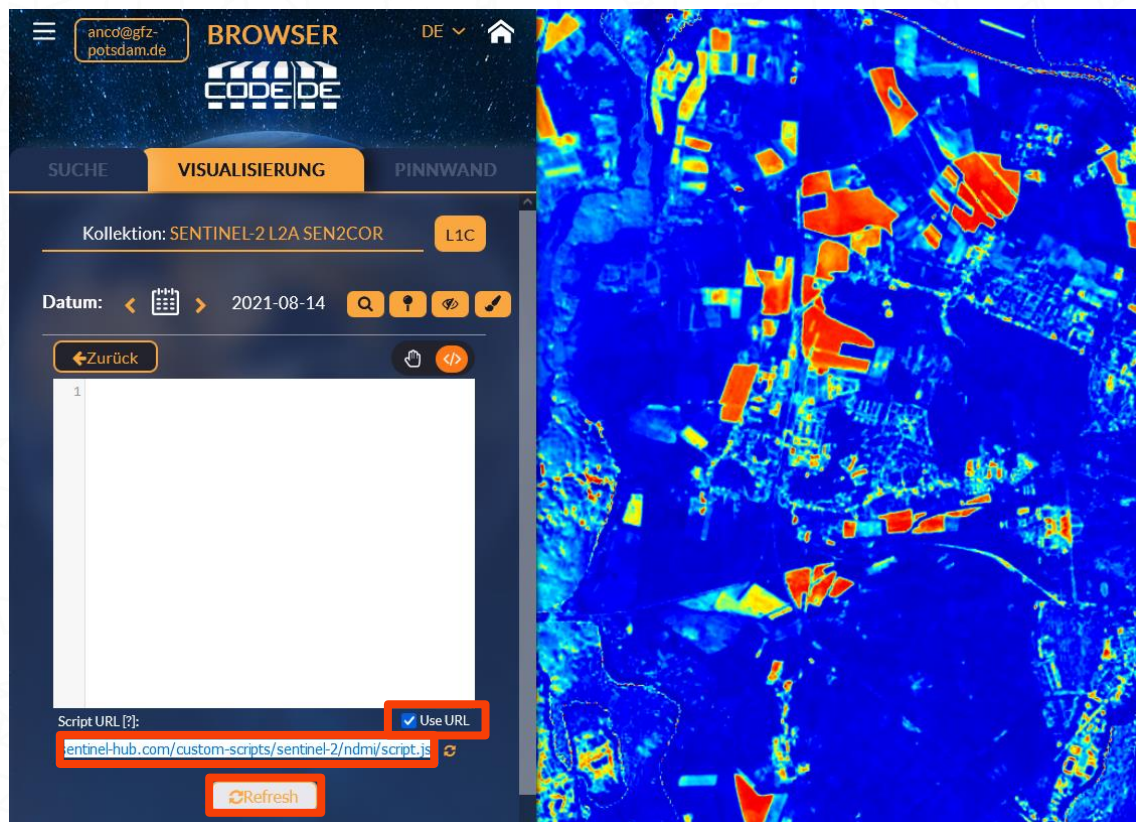 anco@gfz-
potsdam.de
BROWSER
DE
CODE DE
SUCHE
VISUALISIERUNG
PINNWAND
Kollektion: SENTINEL-2 L2A SEN2COR
L1C
Datum:
2021-08-14
Zurück
</>
1
Script URL [?]:
Use URL
sentinel-hub.com/custom-scripts/sentinel-2/ndmi/script.js
Refresh